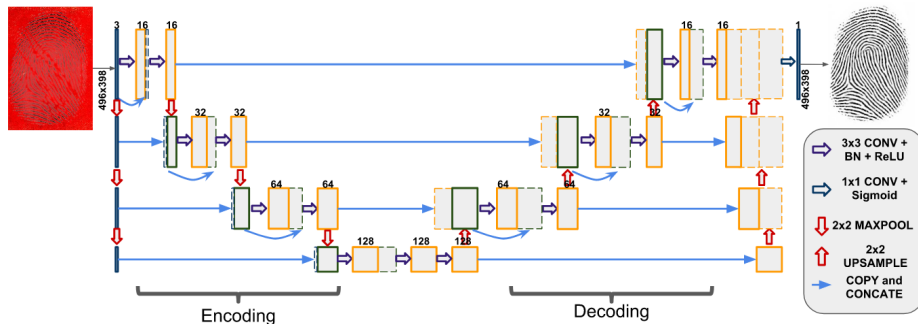 3
16
16
16
16
1
496x398
496x398
32
32
32
32
64
64
64
64
128
128
128
3x3 CONV +
BN + ReLU
1x1 CONV +
Sigmoid
2x2 MAXPOOL
2x2
UPSAMPLE
COPY and
CONCATE
Encoding
Decoding